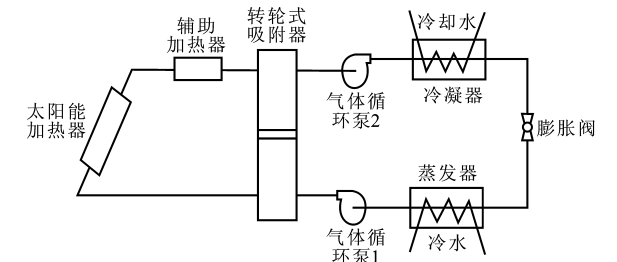 辅助
加热器
转轮式
吸附器
冷却水
冷凝器
气体循
环泵2
太阳能
加热器
膨胀阀
蒸发器
冷水
气体循
环泵1